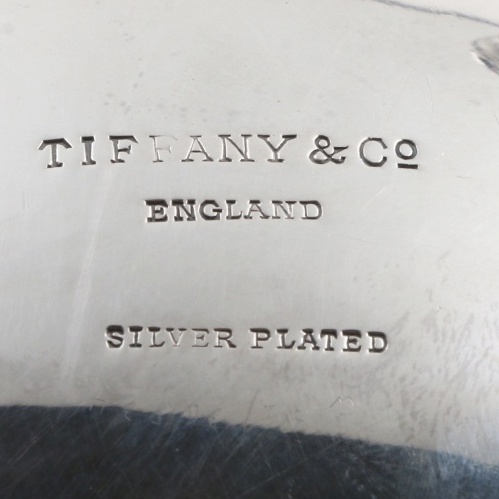 TIFFANY & Co
ENGLAND
SILVER PLATED